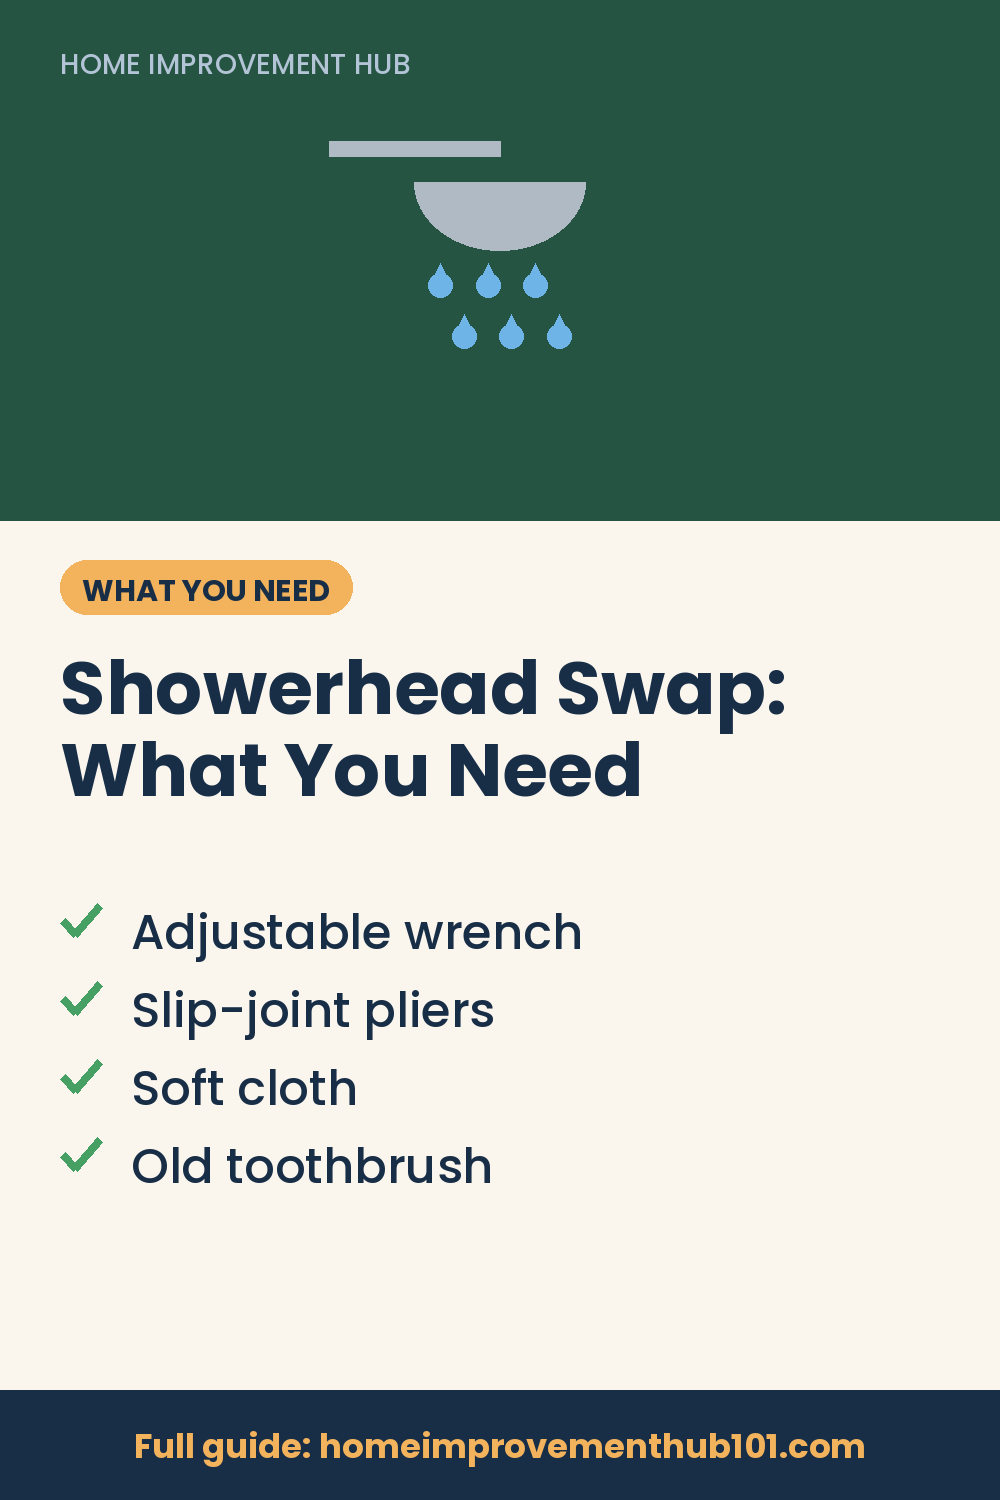 HOME IMPROVEMENT HUB
WHAT YOU NEED
Showerhead Swap:
What You Need
Adjustable wrench
Slip-joint pliers
Soft cloth
Old toothbrush
Full guide: homeimprovementhub101.com